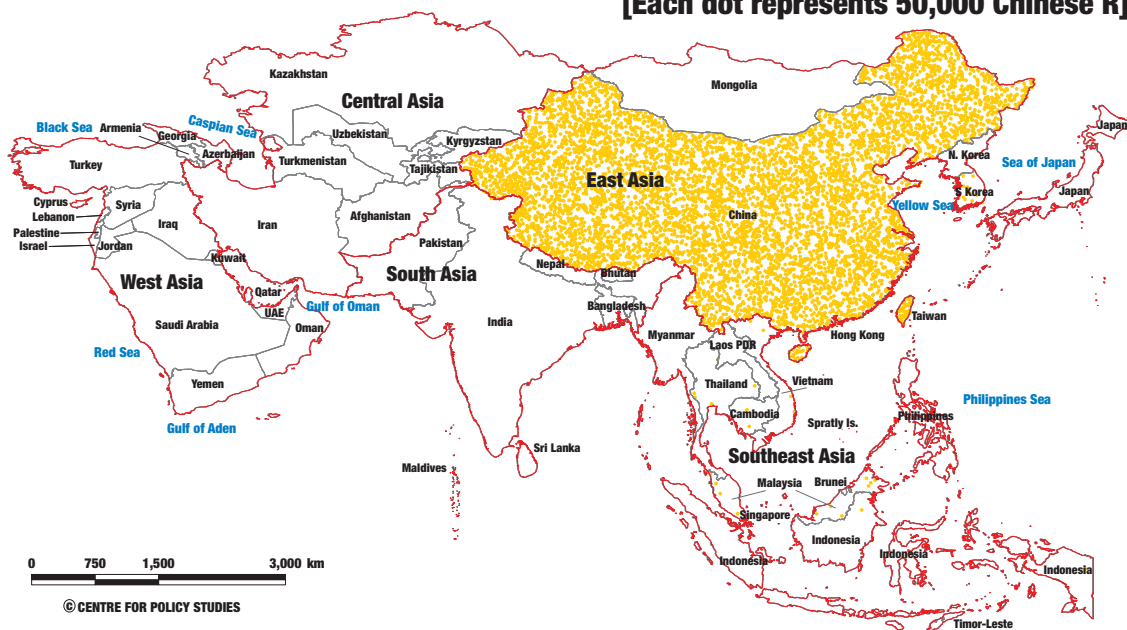 [Each dot represents 50,000 Chinese R]
Kazakhstan
Mongolia
Central Asia
Black Sea
Armenia
Georgia
Caspian Sea
Uzbekistan
Kyrgyzstan
Japan
Turkey
Azerbaijan
Turkmenistan
Tajikistan
N. Korea
Sea of Japan
East Asia
S Korea
Japan
Cyprus
Syria
Lebanon
Iraq
Iran
Afghanistan
China
Yellow Sea
Palestine
Israel
Jordan
Pakistan
Kuwait
Nepal
Bhutan
West Asia
South Asia
Qatar
UAE
Gulf of Oman
Bangladesh
Saudi Arabia
Oman
India
Myanmar
Hong Kong
Taiwan
Laos PDR
Red Sea
Yemen
Thailand
Vietnam
Philippines Sea
Gulf of Aden
Cambodia
Spratly Is.
Philippines
Sri Lanka
Southeast Asia
Maldives
Malaysia
Brunei
Singapore
Indonesia
Indonesia
Indonesia
Indonesia
0 750 1,500 3,000 km
© CENTRE FOR POLICY STUDIES
Timor-Leste